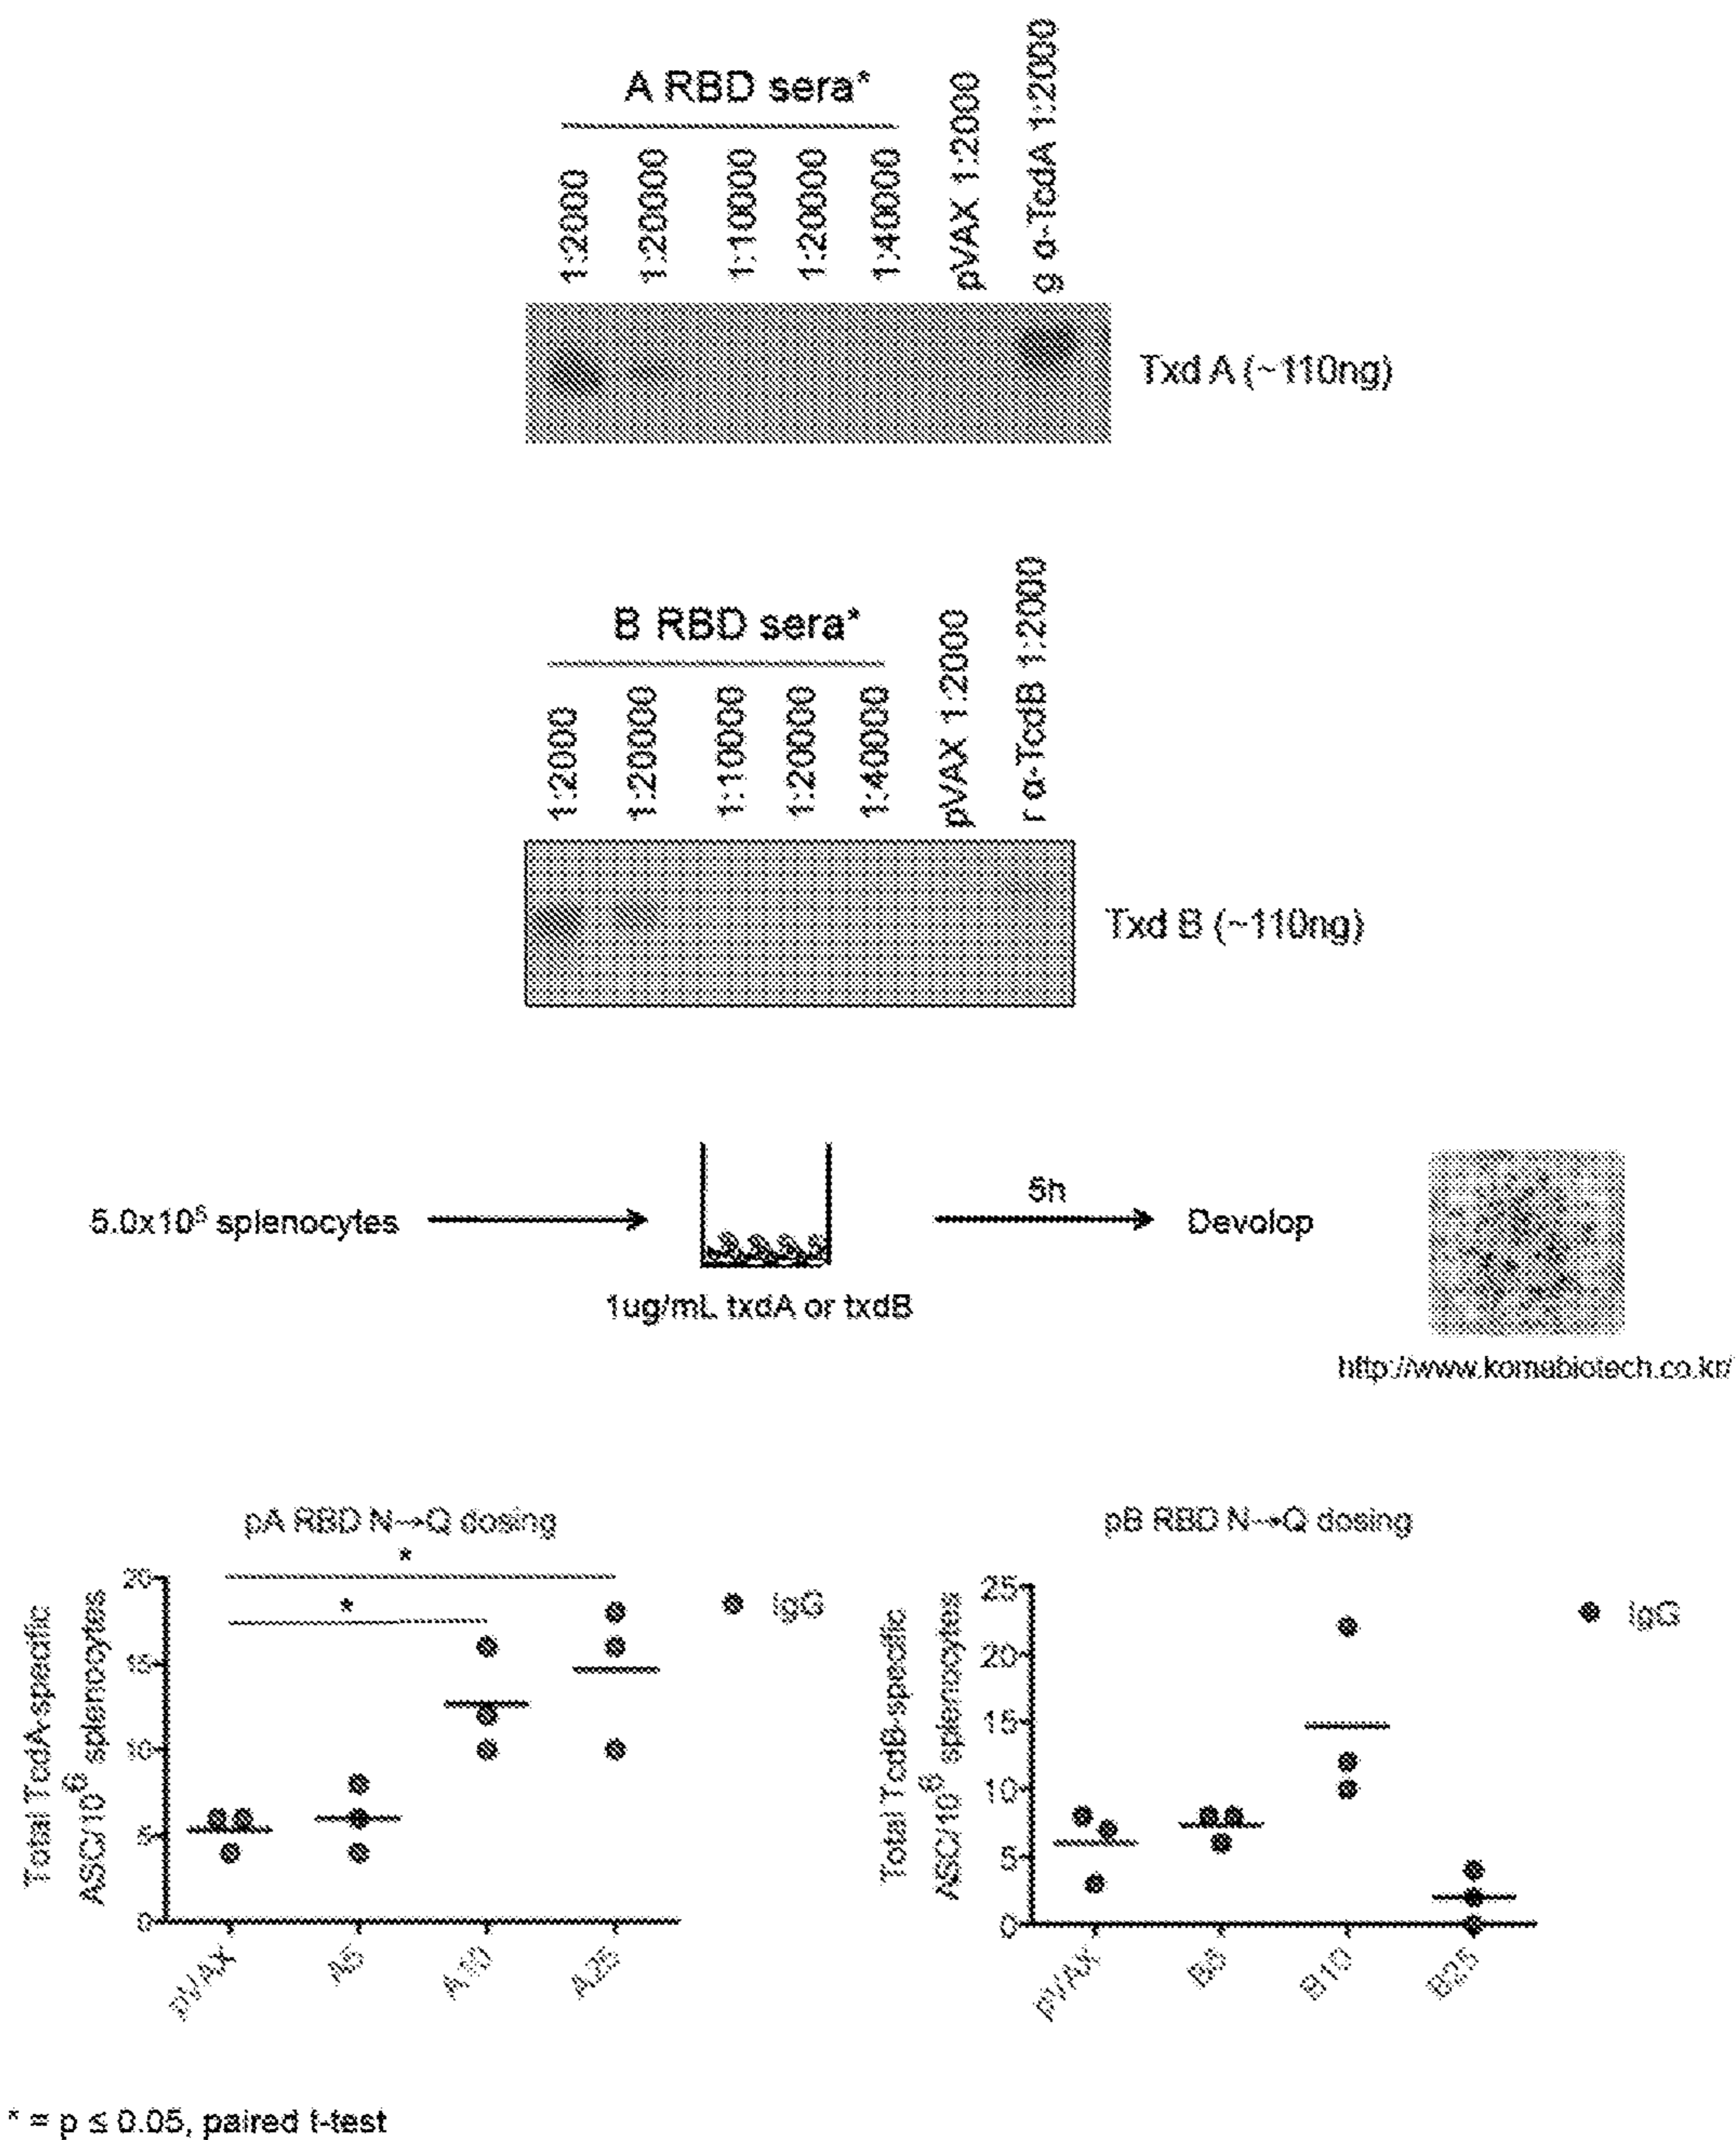 A RBD sera*
1:2000
1:20000
1:10000
1:20000
1:40000
pVAX 1:2000
g α-TcdA 1:2000
Txd A (~110ng)
B RBD sera*
1:2000
1:20000
1:10000
1:20000
1:40000
pVAX 1:2000
r α-TcdB 1:2000
Txd B (~110ng)
5.0x10⁵ splenocytes
5h
Devolop
1ug/mL txdA or txdB
http://www.komabiotech.co.kr/
pA RBD N→Q dosing
*
*
Total TcdA-specific
ASC/10⁶ splenocytes
20
15
10
5
0
pVAX
A5
A10
A25
IgG
pB RBD N→Q dosing
Total TcdB-specific
ASC/10⁶ splenocytes
25
20
15
10
5
0
pVAX
B5
B10
B25
IgG
* = p ≤ 0.05, paired t-test